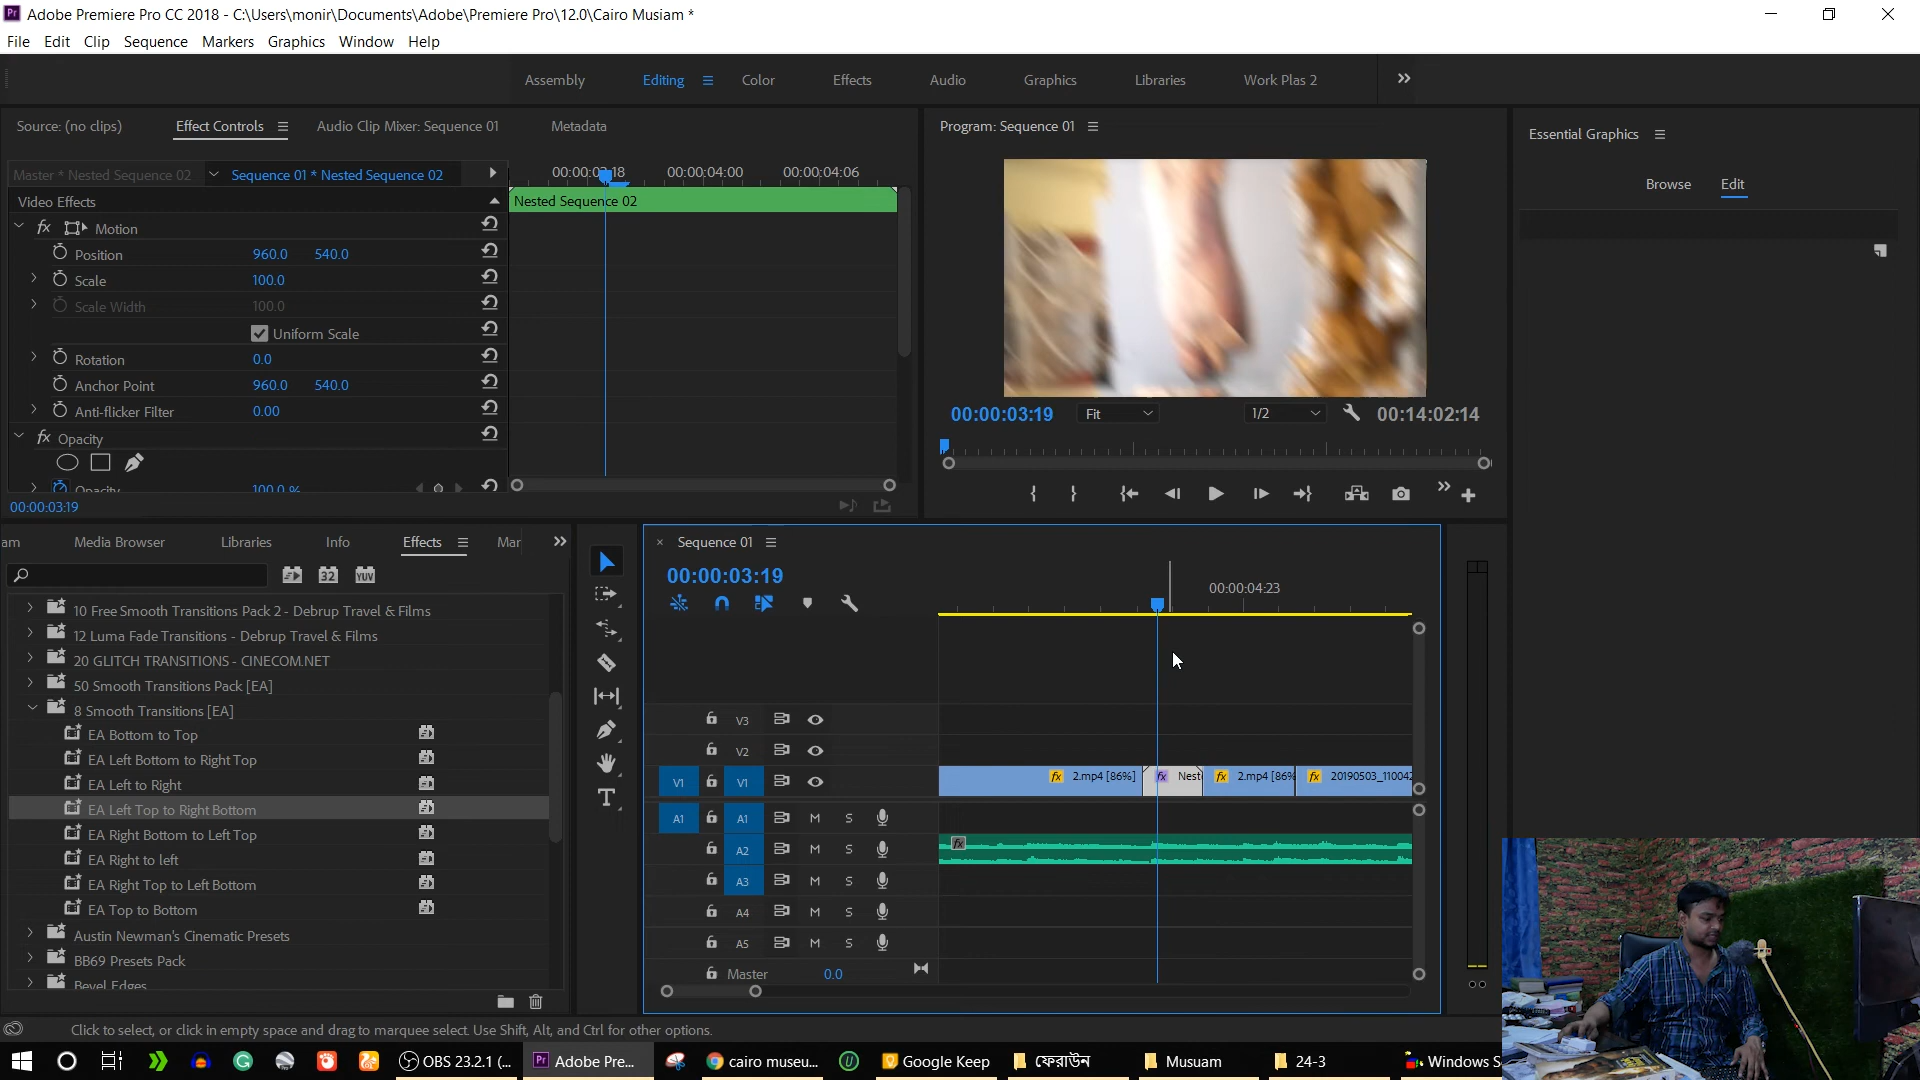 Adobe Premiere Pro CC 2018 - C:\Users\monir\Documents\Adobe\Premiere Pro\12.0\Cairo Musiam *
File Edit Clip Sequence Markers Graphics Window Help
Assembly Editing Color Effects Audio Graphics Libraries Work Plas 2
Source: (no clips) Effect Controls Audio Clip Mixer: Sequence 01 Metadata
Program: Sequence 01
Essential Graphics
Browse Edit
Master * Nested Sequence 02 Sequence 01 * Nested Sequence 02
00:00:03:18 00:00:04:00 00:00:04:06
Video Effects
Nested Sequence 02
fx Motion
Position 960.0 540.0
Scale 100.0
Scale Width 100.0
Uniform Scale
Rotation 0.0
Anchor Point 960.0 540.0
Anti-flicker Filter 0.00
fx Opacity
Opacity 100.0 %
00:00:03:19
00:00:03:19 Fit 1/2 00:14:02:14
am Media Browser Libraries Info Effects Mar
32 YUV
10 Free Smooth Transitions Pack 2 - Debrup Travel & Films
12 Luma Fade Transitions - Debrup Travel & Films
20 GLITCH TRANSITIONS - CINECOM.NET
50 Smooth Transitions Pack [EA]
8 Smooth Transitions [EA]
EA Bottom to Top
EA Left Bottom to Right Top
EA Left to Right
EA Left Top to Right Bottom
EA Right Bottom to Left Top
EA Right to left
EA Right Top to Left Bottom
EA Top to Bottom
Austin Newman's Cinematic Presets
BB69 Presets Pack
Bevel Edges
× Sequence 01
00:00:03:19
00:00:04:23
V3
V2
V1 V1
fx 2.mp4 [86%] fx Nest fx 2.mp4 [86% fx 20190503_110042
A1 A1 M S
A2 M S fx
A3 M S
A4 M S
A5 M S
Master 0.0
Click to select, or click in empty space and drag to marquee select. Use Shift, Alt, and Ctrl for other options.
OBS 23.2.1 (... Adobe Pre... cairo museu... Google Keep ফেরাউন Musuam 24-3 Windows S